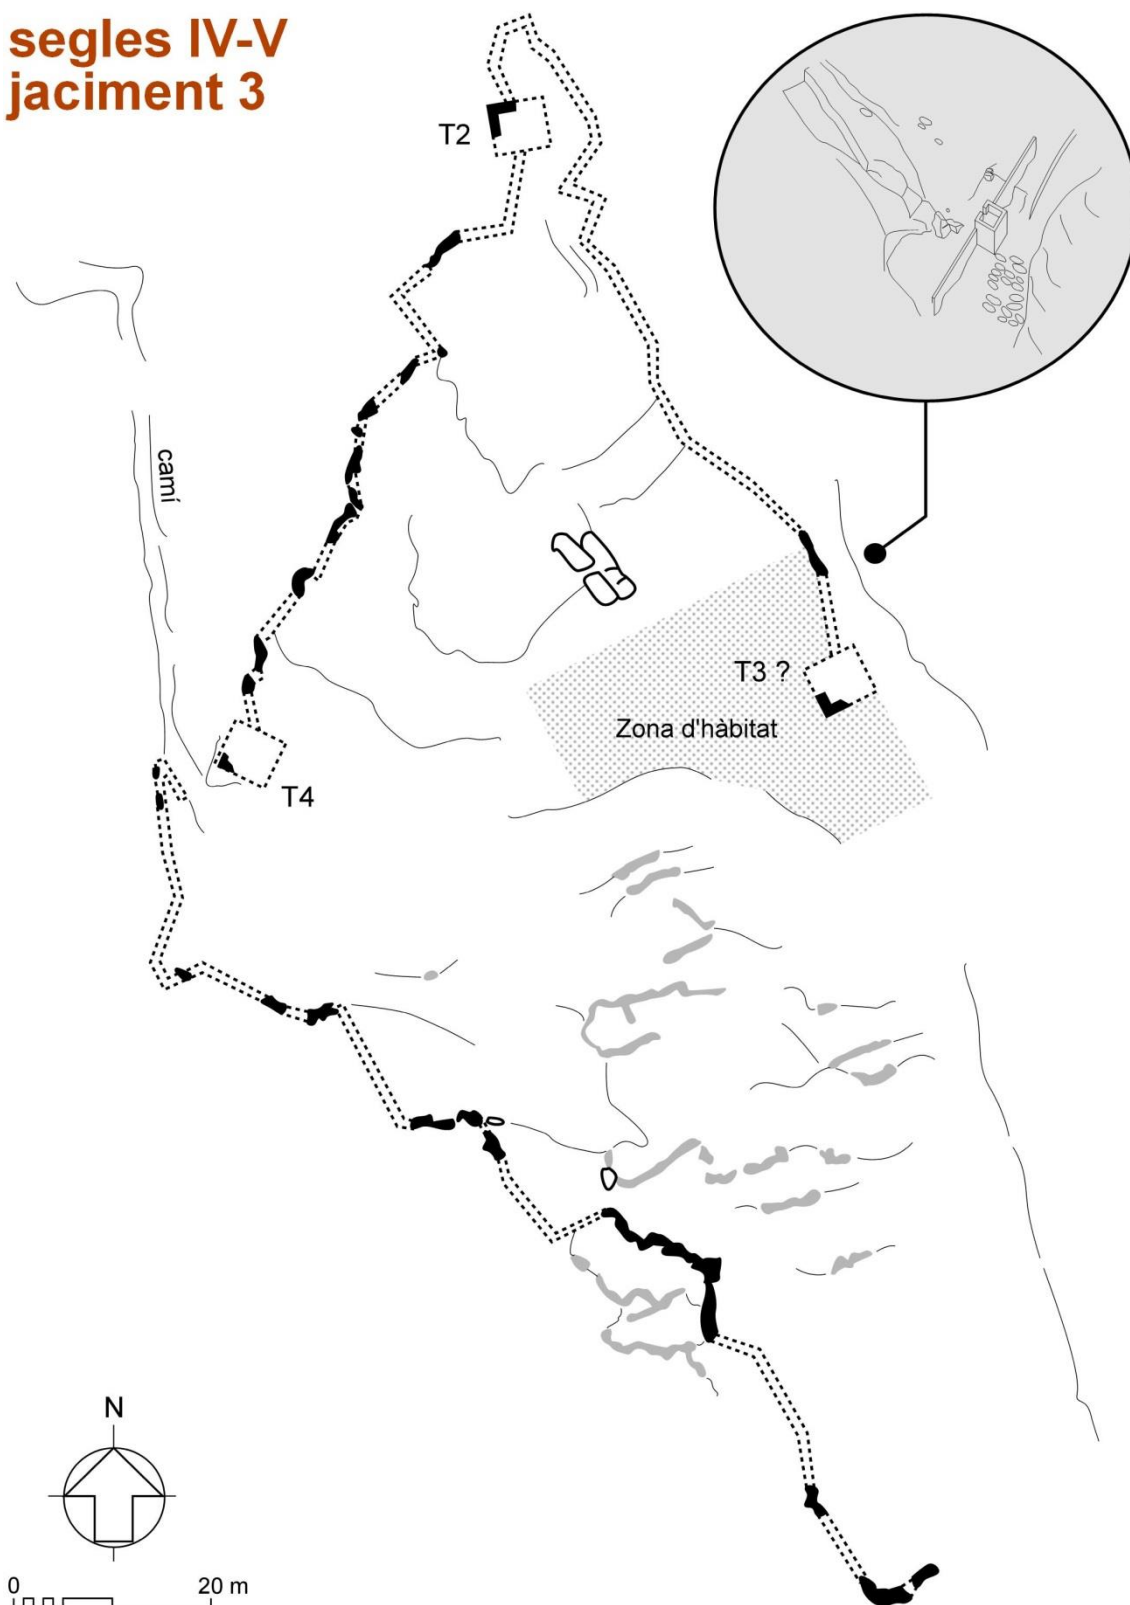 segles IV-V
jaciment 3
T2
camí
T3 ?
Zona d'hàbitat
T4
N
0 20 m